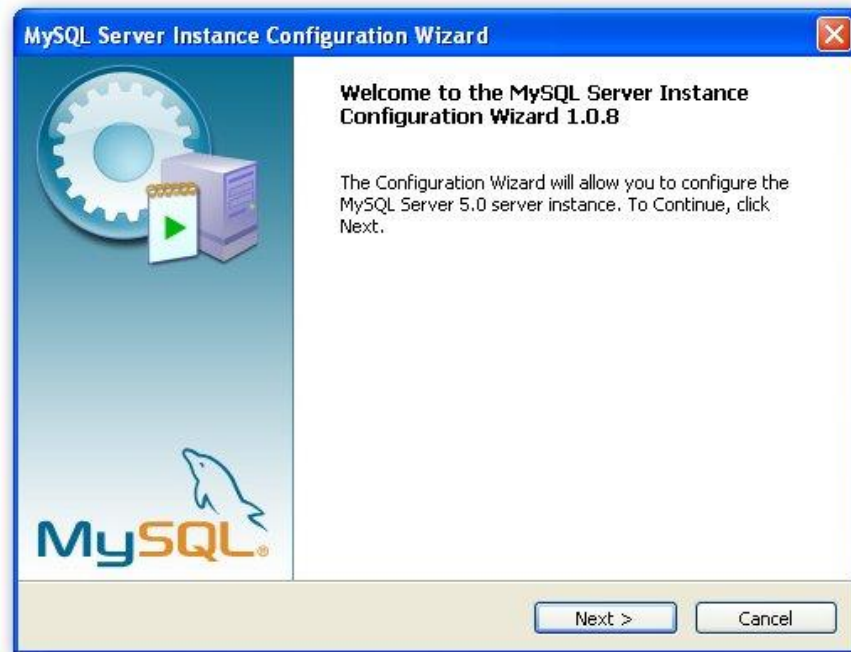 MySQL Server Instance Configuration Wizard
Welcome to the MySQL Server Instance
Configuration Wizard 1.0.8
The Configuration Wizard will allow you to configure the
MySQL Server 5.0 server instance. To Continue, click
Next.
MySQL®
Next >
Cancel